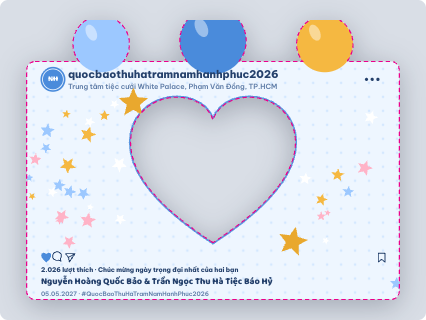 NH
quocbaothuhatramnamhanhphuc2026
Trung tâm tiệc cưới White Palace, Phạm Văn Đồng, TP.HCM
2.026 lượt thích · Chúc mừng ngày trọng đại nhất của hai bạn
Nguyễn Hoàng Quốc Bảo & Trần Ngọc Thu Hà Tiệc Báo Hỷ
05.05.2027 · #QuocBaoThuHaTramNamHanhPhuc2026